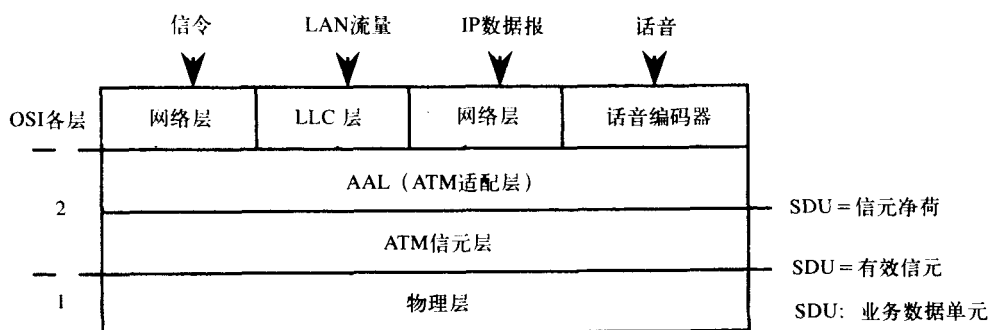 信令 LAN流量 IP数据报 话音
OSI各层 网络层 LLC 层 网络层 话音编码器
AAL（ATM适配层）
2
SDU＝信元净荷
ATM信元层
SDU＝有效信元
1 物理层
SDU: 业务数据单元